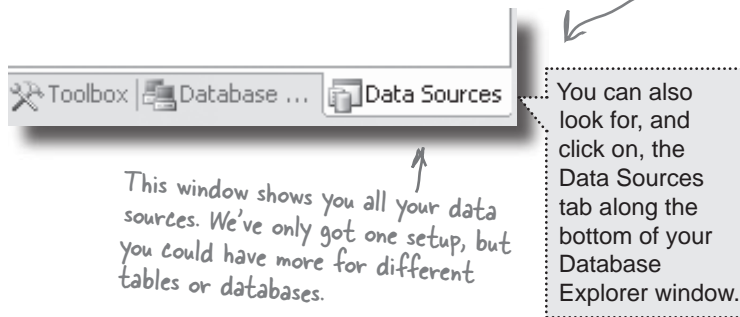 Toolbox Database ... Data Sources
You can also
look for, and
click on, the
Data Sources
tab along the
bottom of your
Database
Explorer window.
This window shows you all your data
sources. We've only got one setup, but
you could have more for different
tables or databases.